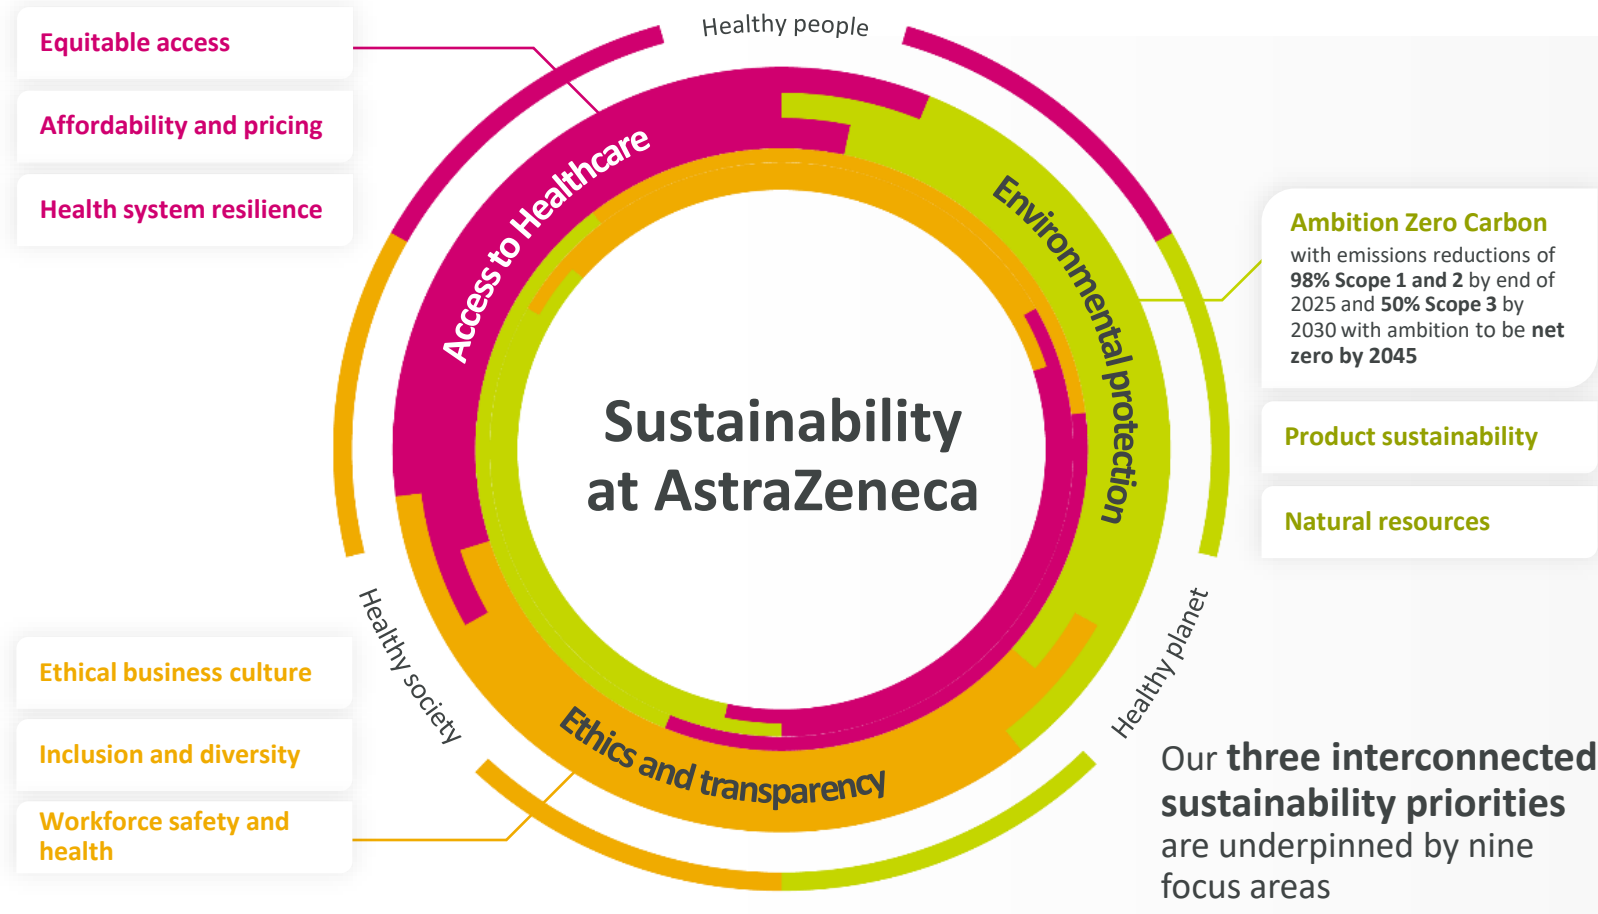 Healthy people
Equitable access
Affordability and pricing
Health system resilience
Access to Healthcare
Environmental protection
Ambition Zero Carbon
with emissions reductions of
98% Scope 1 and 2 by end of
2025 and 50% Scope 3 by
2030 with ambition to be net
zero by 2045
Product sustainability
Natural resources
Sustainability
at AstraZeneca
Healthy society
Healthy planet
Ethical business culture
Inclusion and diversity
Workforce safety and
health
Ethics and transparency
Our three interconnected
sustainability priorities
are underpinned by nine
focus areas